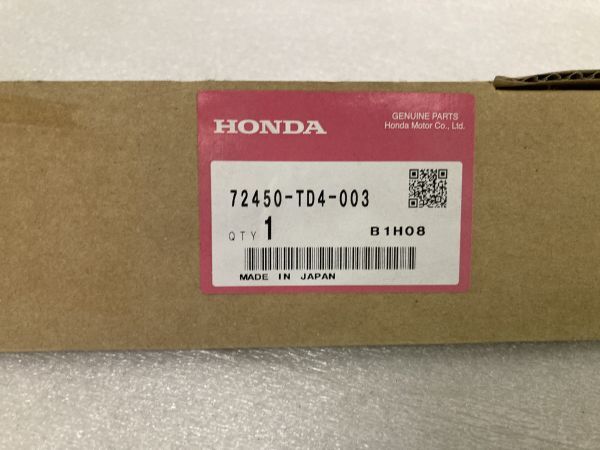 HONDA
GENUINE PARTS
Honda Motor Co., Ltd.
72450-TD4-003
QTY 1
B1H08
MADE IN JAPAN